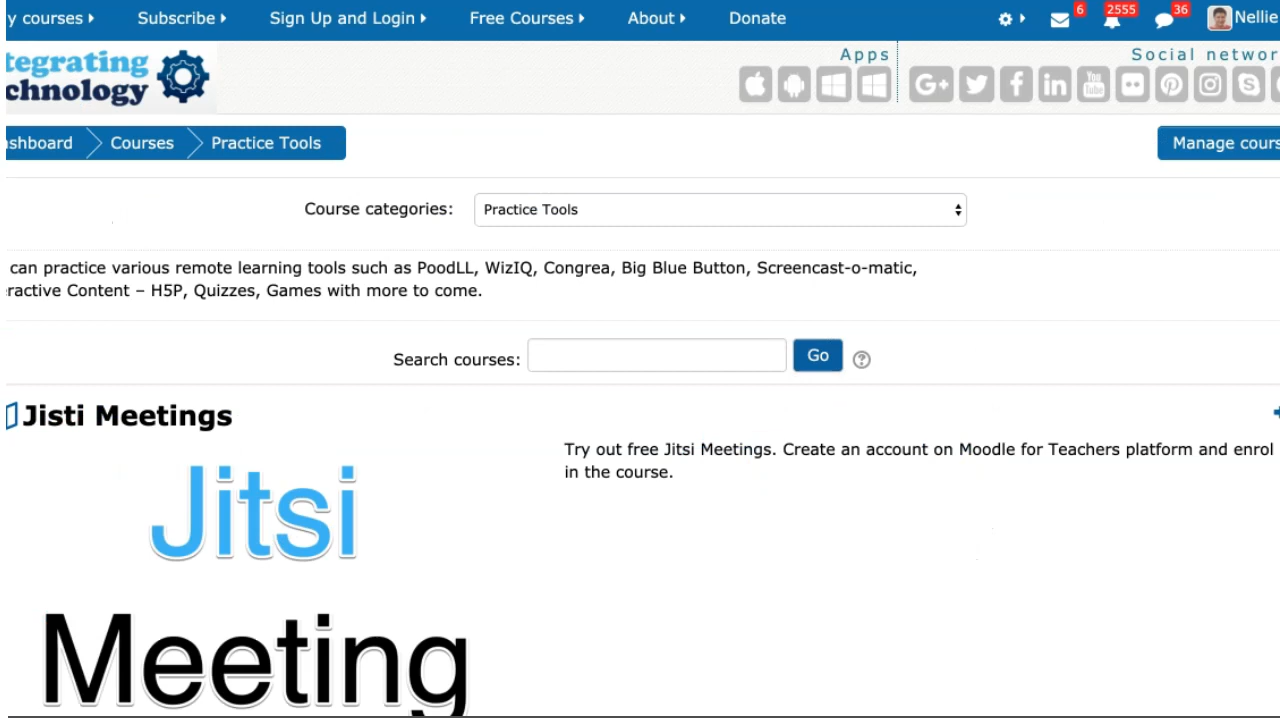 y courses Subscribe Sign Up and Login Free Courses About Donate 6 2555 36 Nellie
tegrating
chnology
Apps
Social networ
G+ f in You Tube
shboard Courses Practice Tools
Manage cours
Course categories: Practice Tools
can practice various remote learning tools such as PoodLL, WizIQ, Congrea, Big Blue Button, Screencast-o-matic,
ractive Content – H5P, Quizzes, Games with more to come.
Search courses: Go ?
Jisti Meetings
Try out free Jitsi Meetings. Create an account on Moodle for Teachers platform and enrol
in the course.
Jitsi
Meeting